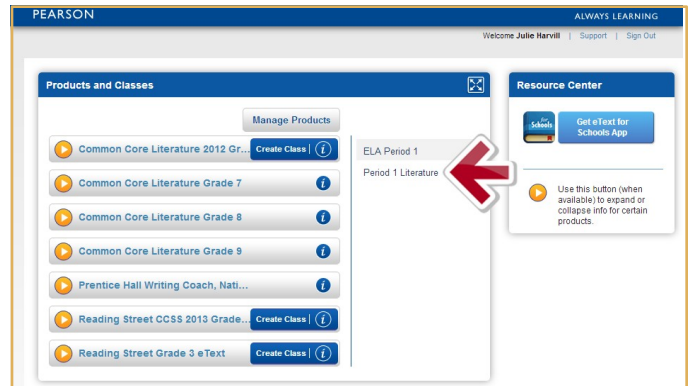 PEARSON
ALWAYS LEARNING
Welcome Julie Harvill | Support | Sign Out
Products and Classes
Manage Products
Common Core Literature 2012 Gr... Create Class | i
Common Core Literature Grade 7 i
Common Core Literature Grade 8 i
Common Core Literature Grade 9 i
Prentice Hall Writing Coach, Nati... i
Reading Street CCSS 2013 Grade... Create Class | i
Reading Street Grade 3 eText Create Class | i
ELA Period 1
Period 1 Literature
Resource Center
for
Schools
Get eText for
Schools App
Use this button (when
available) to expand or
collapse info for certain
products.